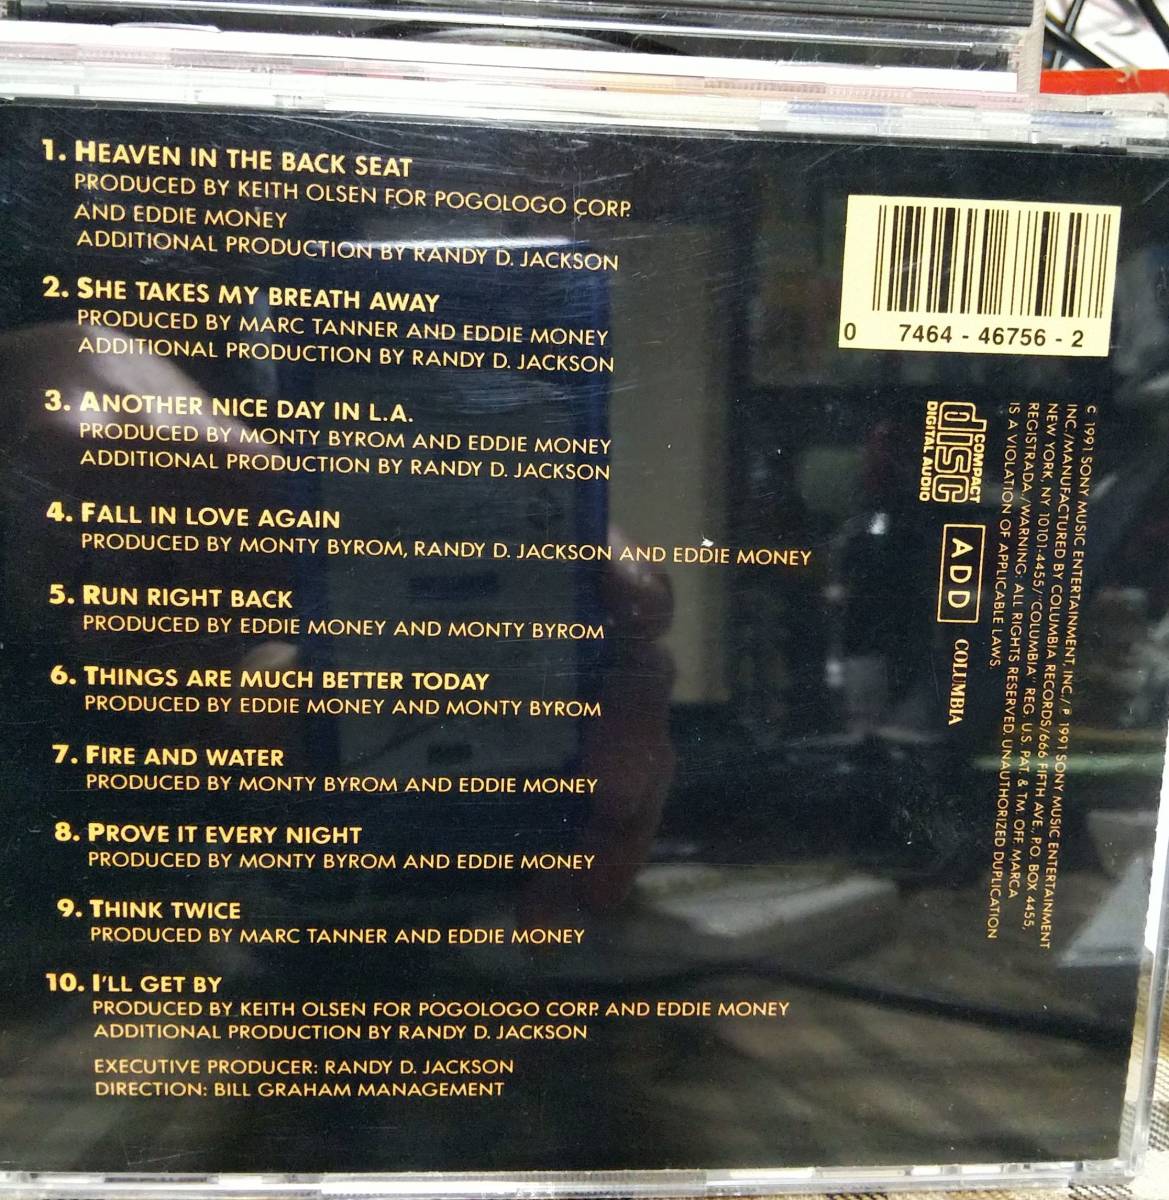 1. HEAVEN IN THE BACK SEAT
PRODUCED BY KEITH OLSEN FOR POGOLOGO CORP.
AND EDDIE MONEY
ADDITIONAL PRODUCTION BY RANDY D. JACKSON
2. SHE TAKES MY BREATH AWAY
PRODUCED BY MARC TANNER AND EDDIE MONEY
ADDITIONAL PRODUCTION BY RANDY D. JACKSON
3. ANOTHER NICE DAY IN L.A.
PRODUCED BY MONTY BYROM AND EDDIE MONEY
ADDITIONAL PRODUCTION BY RANDY D. JACKSON
4. FALL IN LOVE AGAIN
PRODUCED BY MONTY BYROM, RANDY D. JACKSON AND EDDIE MONEY
5. RUN RIGHT BACK
PRODUCED BY EDDIE MONEY AND MONTY BYROM
6. THINGS ARE MUCH BETTER TODAY
PRODUCED BY EDDIE MONEY AND MONTY BYROM
7. FIRE AND WATER
PRODUCED BY MONTY BYROM AND EDDIE MONEY
8. PROVE IT EVERY NIGHT
PRODUCED BY MONTY BYROM AND EDDIE MONEY
9. THINK TWICE
PRODUCED BY MARC TANNER AND EDDIE MONEY
10. I'LL GET BY
PRODUCED BY KEITH OLSEN FOR POGOLOGO CORP. AND EDDIE MONEY
ADDITIONAL PRODUCTION BY RANDY D. JACKSON
EXECUTIVE PRODUCER: RANDY D. JACKSON
DIRECTION: BILL GRAHAM MANAGEMENT
0 7464 - 46756 - 2
COMPACT
disc
DIGITAL AUDIO
ADD
COLUMBIA
c 1991 SONY MUSIC ENTERTAINMENT, INC./P 1991 SONY MUSIC ENTERTAINMENT
INC./MANUFACTURED BY COLUMBIA RECORDS/666 FIFTH AVE., P.O. BOX 4455,
NEW YORK, NY 10101-4455/"COLUMBIA" REG. U.S. PAT. & TM. OFF. MARCA
REGISTRADA./WARNING: ALL RIGHTS RESERVED. UNAUTHORIZED DUPLICATION
IS A VIOLATION OF APPLICABLE LAWS.